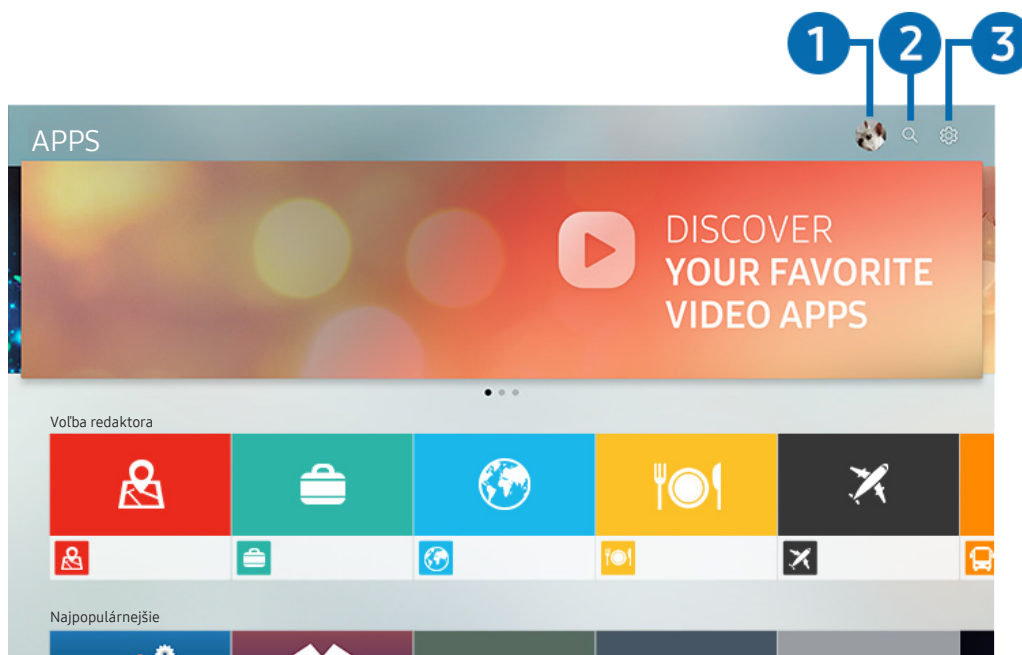 1 2 3
APPS
DISCOVER
YOUR FAVORITE
VIDEO APPS
Voľba redaktora
Najpopulárnejšie